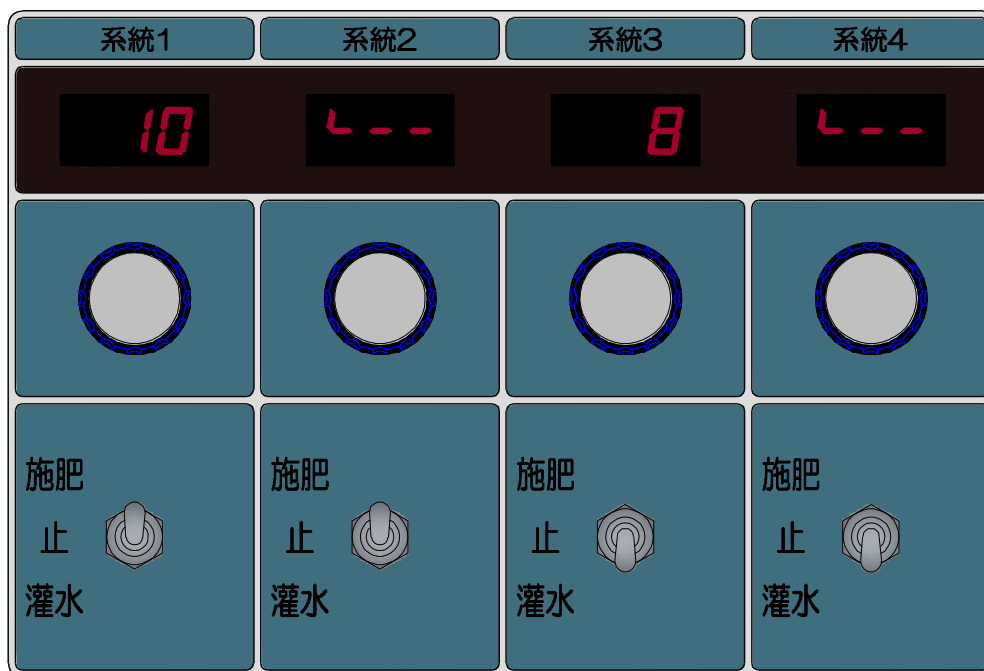 系統1 系統2 系統3 系統4
10 8
施肥 施肥 施肥 施肥
止 止 止 止
灌水 灌水 灌水 灌水